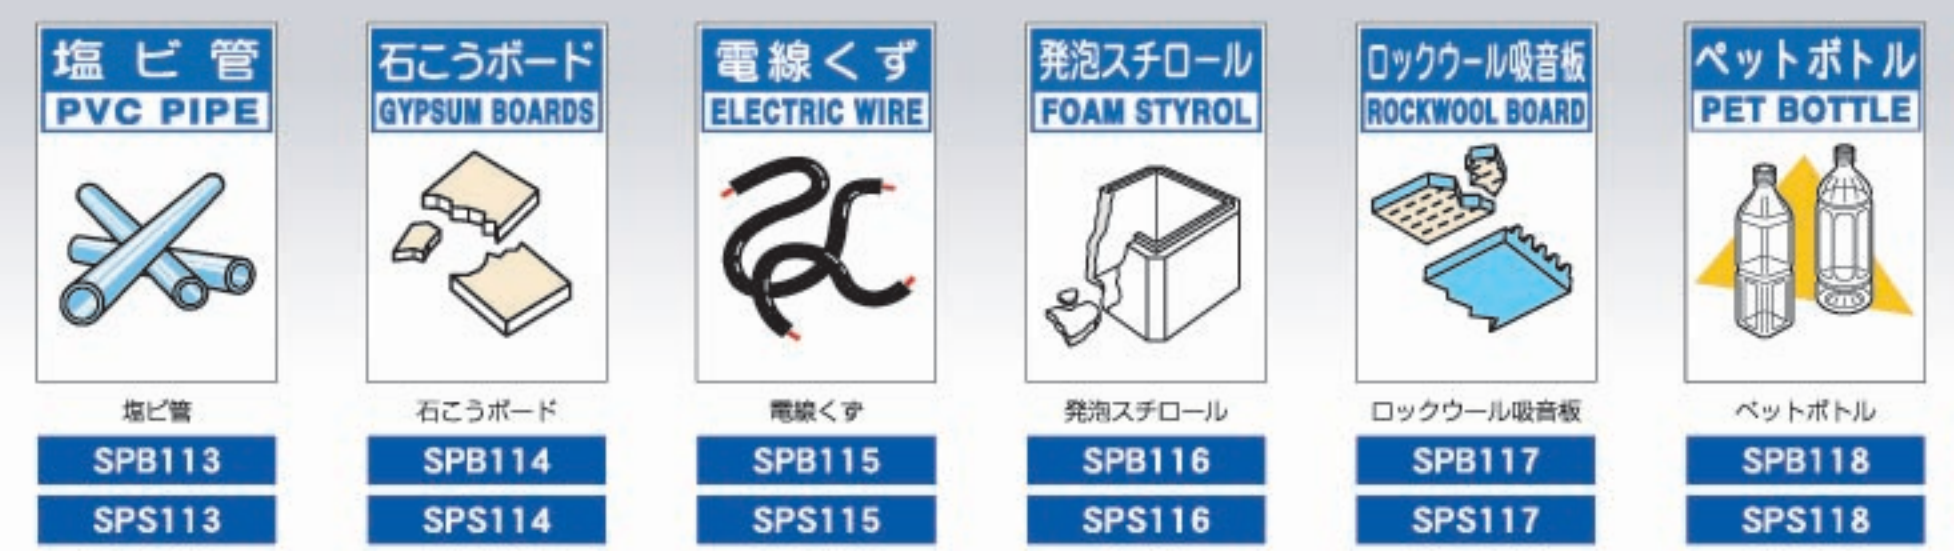 塩ビ管
PVC PIPE
塩ビ管
SPB113
SPS113
石こうボード
GYPSUM BOARDS
石こうボード
SPB114
SPS114
電線くず
ELECTRIC WIRE
電線くず
SPB115
SPS115
発泡スチロール
FOAM STYROL
発泡スチロール
SPB116
SPS116
ロックウール吸音板
ROCKWOOL BOARD
ロックウール吸音板
SPB117
SPS117
ペットボトル
PET BOTTLE
ペットボトル
SPB118
SPS118